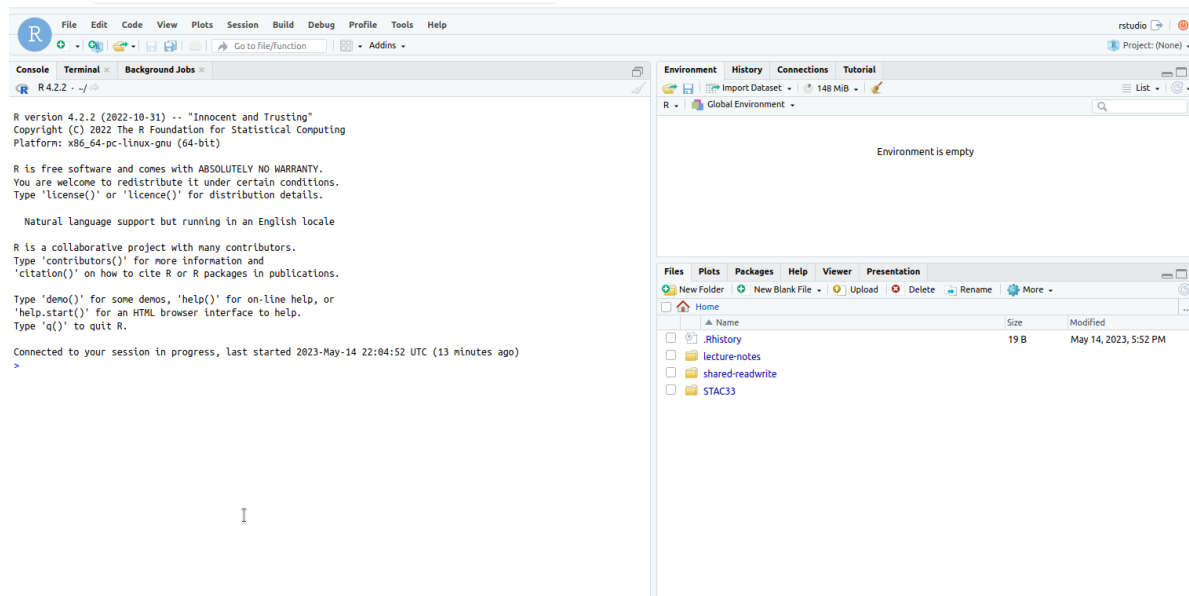 R File Edit Code View Plots Session Build Debug Profile Tools Help rstudio
Go to file/function Addins R Project: (None)
Console Terminal × Background Jobs ×
R R 4.2.2 · ~/
R version 4.2.2 (2022-10-31) -- "Innocent and Trusting"
Copyright (C) 2022 The R Foundation for Statistical Computing
Platform: x86_64-pc-linux-gnu (64-bit)
R is free software and comes with ABSOLUTELY NO WARRANTY.
You are welcome to redistribute it under certain conditions.
Type 'license()' or 'licence()' for distribution details.
Natural language support but running in an English locale
R is a collaborative project with many contributors.
Type 'contributors()' for more information and
'citation()' on how to cite R or R packages in publications.
Type 'demo()' for some demos, 'help()' for on-line help, or
'help.start()' for an HTML browser interface to help.
Type 'q()' to quit R.
Connected to your session in progress, last started 2023-May-14 22:04:52 UTC (13 minutes ago)
>
Environment History Connections Tutorial
Import Dataset 148 MiB List
R Global Environment
Environment is empty
Files Plots Packages Help Viewer Presentation
New Folder New Blank File Upload Delete Rename More
Home ...
Name Size Modified
.Rhistory 19 B May 14, 2023, 5:52 PM
lecture-notes
shared-readwrite
STAC33